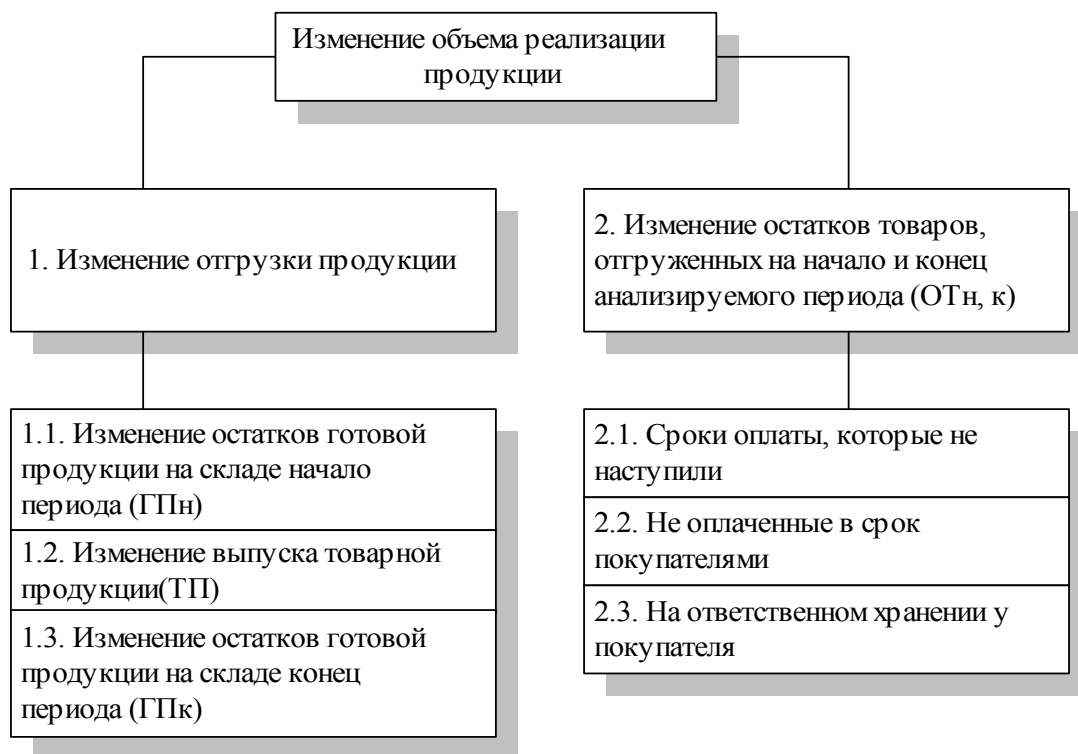 Изменение объема реализации
продукции
1. Изменение отгрузки продукции
2. Изменение остатков товаров,
отгруженных на начало и конец
анализируемого периода (ОТн, к)
1.1. Изменение остатков готовой
продукции на складе начало
периода (ГПн)
1.2. Изменение выпуска товарной
продукции(ТП)
1.3. Изменение остатков готовой
продукции на складе конец
периода (ГПк)
2.1. Сроки оплаты, которые не
наступили
2.2. Не оплаченные в срок
покупателями
2.3. На ответственном хранении у
покупателя